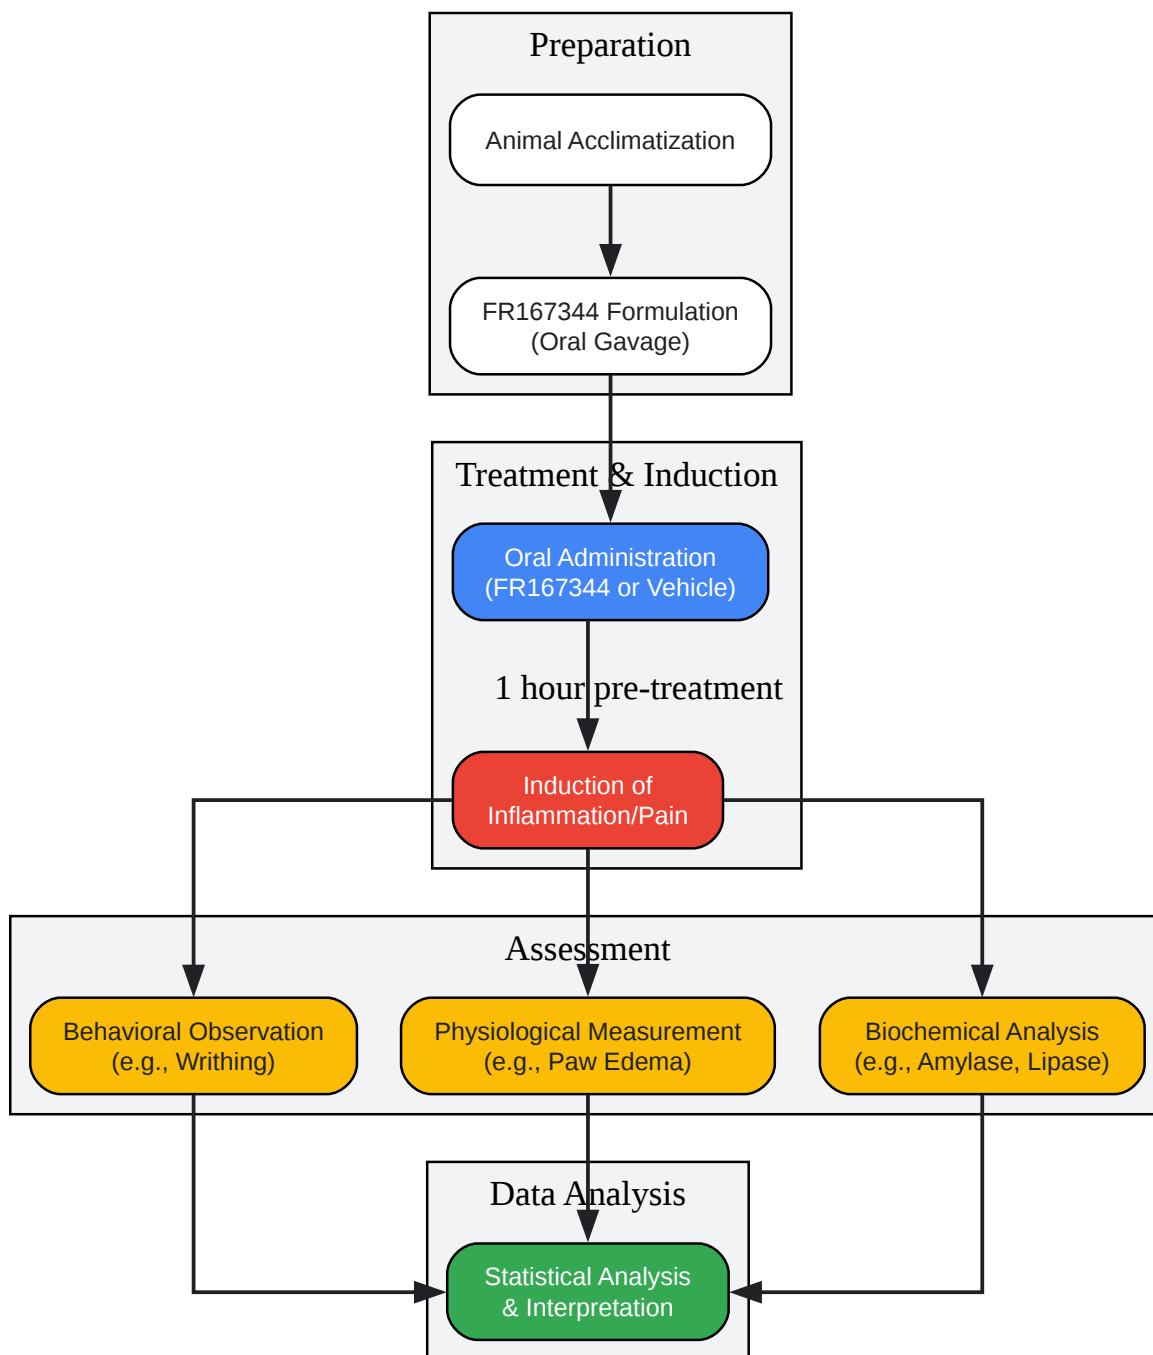 Preparation
Animal Acclimatization
FR167344 Formulation
(Oral Gavage)
Treatment & Induction
Oral Administration
(FR167344 or Vehicle)
1 hour pre-treatment
Induction of
Inflammation/Pain
Assessment
Behavioral Observation
(e.g., Writhing)
Physiological Measurement
(e.g., Paw Edema)
Biochemical Analysis
(e.g., Amylase, Lipase)
Data Analysis
Statistical Analysis
& Interpretation